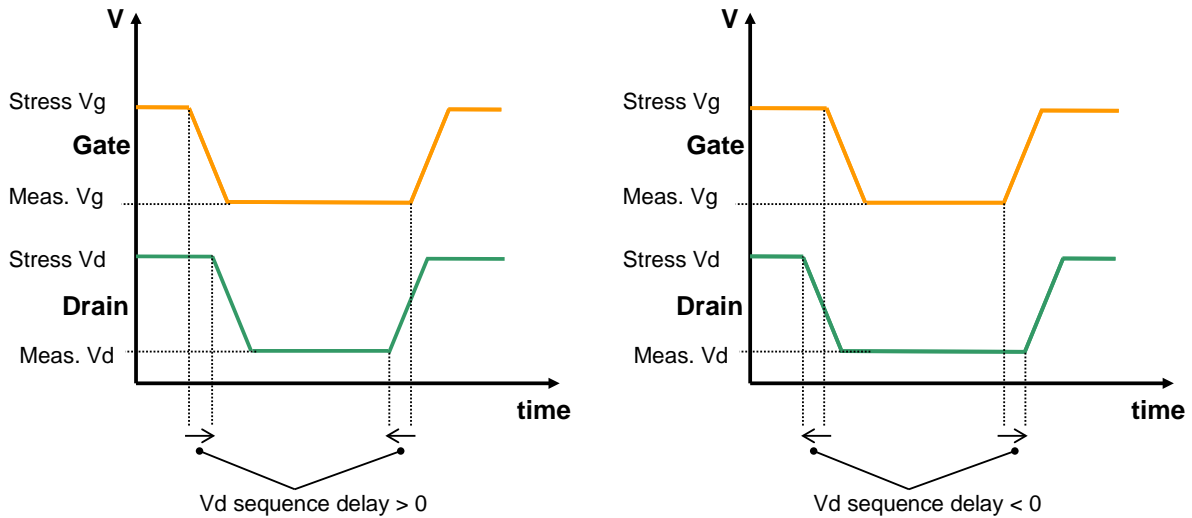 V
Stress Vg
Gate
Meas. Vg
Stress Vd
Drain
Meas. Vd
time
Vd sequence delay > 0
V
Stress Vg
Gate
Meas. Vg
Stress Vd
Drain
Meas. Vd
time
Vd sequence delay < 0